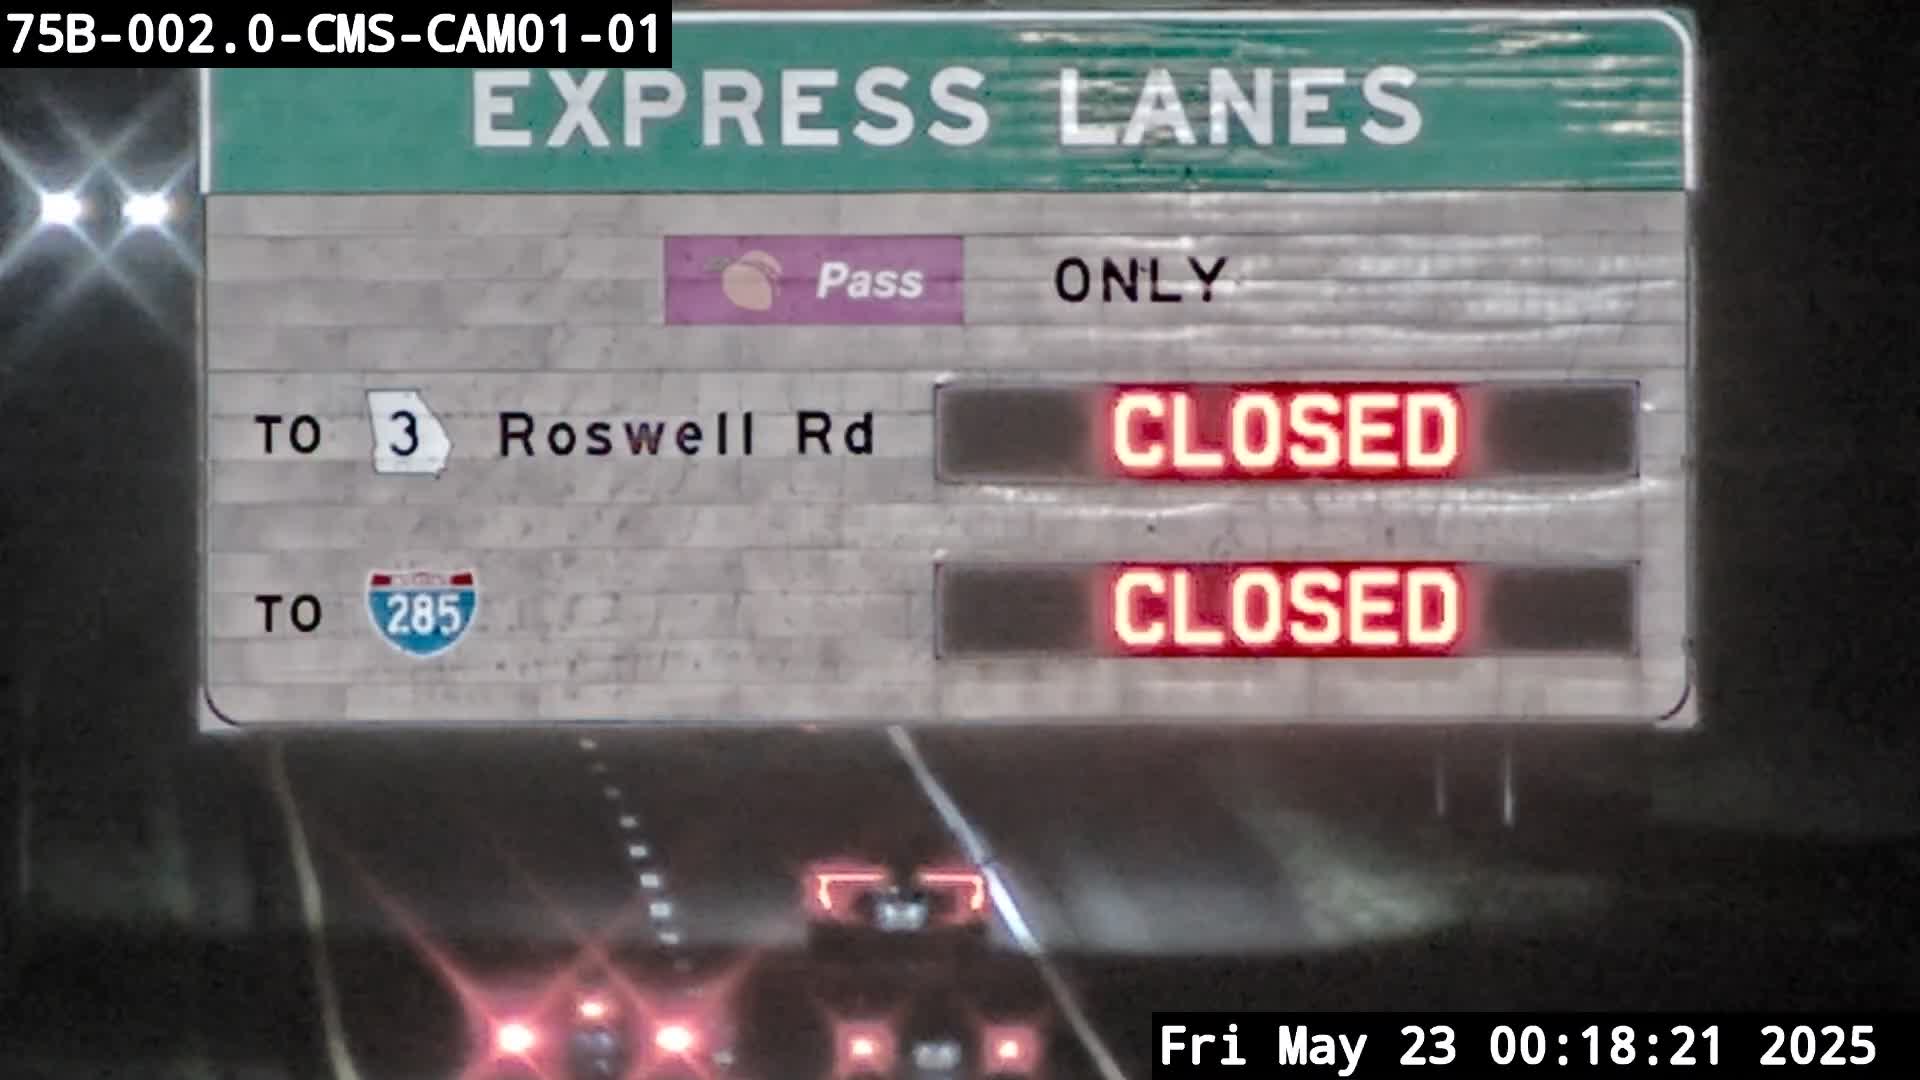 75B-002.0-CMS-CAM01-01
EXPRESS LANES
Pass ONLY
TO 3 Roswell Rd CLOSED
TO 285 CLOSED
Fri May 23 00:18:21 2025